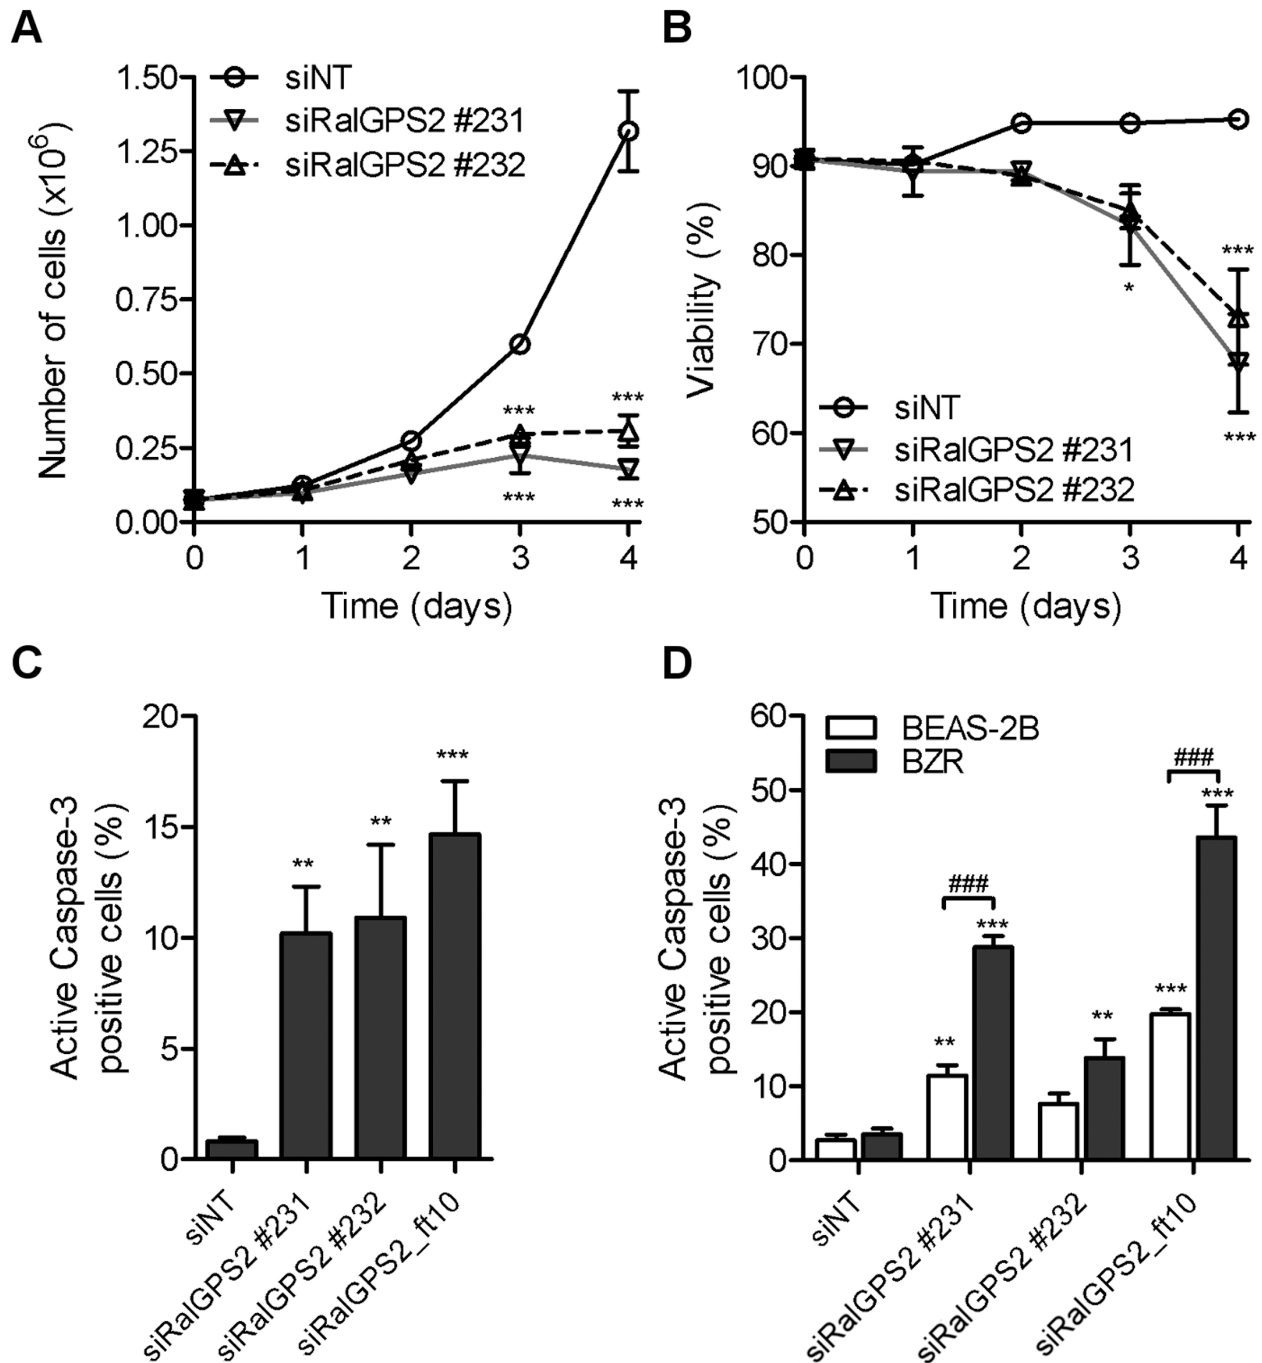 A
1.50
1.25
1.00
0.75
0.50
0.25
0.00
Number of cells (x10⁶)
siNT
siRalGPS2 #231
siRalGPS2 #232
***
***
***
***
0 1 2 3 4
Time (days)
B
100
90
80
70
60
50
Viability (%)
***
*
***
siNT
siRalGPS2 #231
siRalGPS2 #232
0 1 2 3 4
Time (days)
C
20
15
10
5
0
Active Caspase-3
positive cells (%)
**
**
***
siNT
siRalGPS2 #231
siRalGPS2 #232
siRalGPS2_ft10
D
60
50
40
30
20
10
0
Active Caspase-3
positive cells (%)
BEAS-2B
BZR
###
***
###
***
***
**
**
siNT
siRalGPS2 #231
siRalGPS2 #232
siRalGPS2_ft10